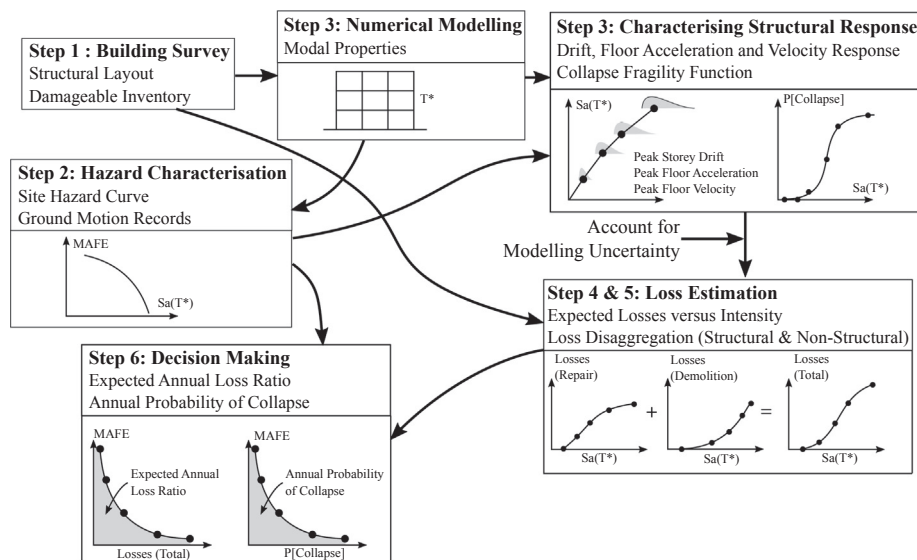 Step 1 : Building Survey
Structural Layout
Damageable Inventory
Step 3: Numerical Modelling
Modal Properties
T*
Step 3: Characterising Structural Response
Drift, Floor Acceleration and Velocity Response
Collapse Fragility Function
Sa(T*)
Peak Storey Drift
Peak Floor Acceleration
Peak Floor Velocity
P[Collapse]
Sa(T*)
Step 2: Hazard Characterisation
Site Hazard Curve
Ground Motion Records
MAFE
Sa(T*)
Account for
Modelling Uncertainty
Step 4 & 5: Loss Estimation
Expected Losses versus Intensity
Loss Disaggregation (Structural & Non-Structural)
Losses
(Repair)
Sa(T*)
+
Losses
(Demolition)
Sa(T*)
=
Losses
(Total)
Sa(T*)
Step 6: Decision Making
Expected Annual Loss Ratio
Annual Probability of Collapse
MAFE
Expected Annual
Loss Ratio
Losses (Total)
MAFE
Annual Probability
of Collapse
P[Collapse]